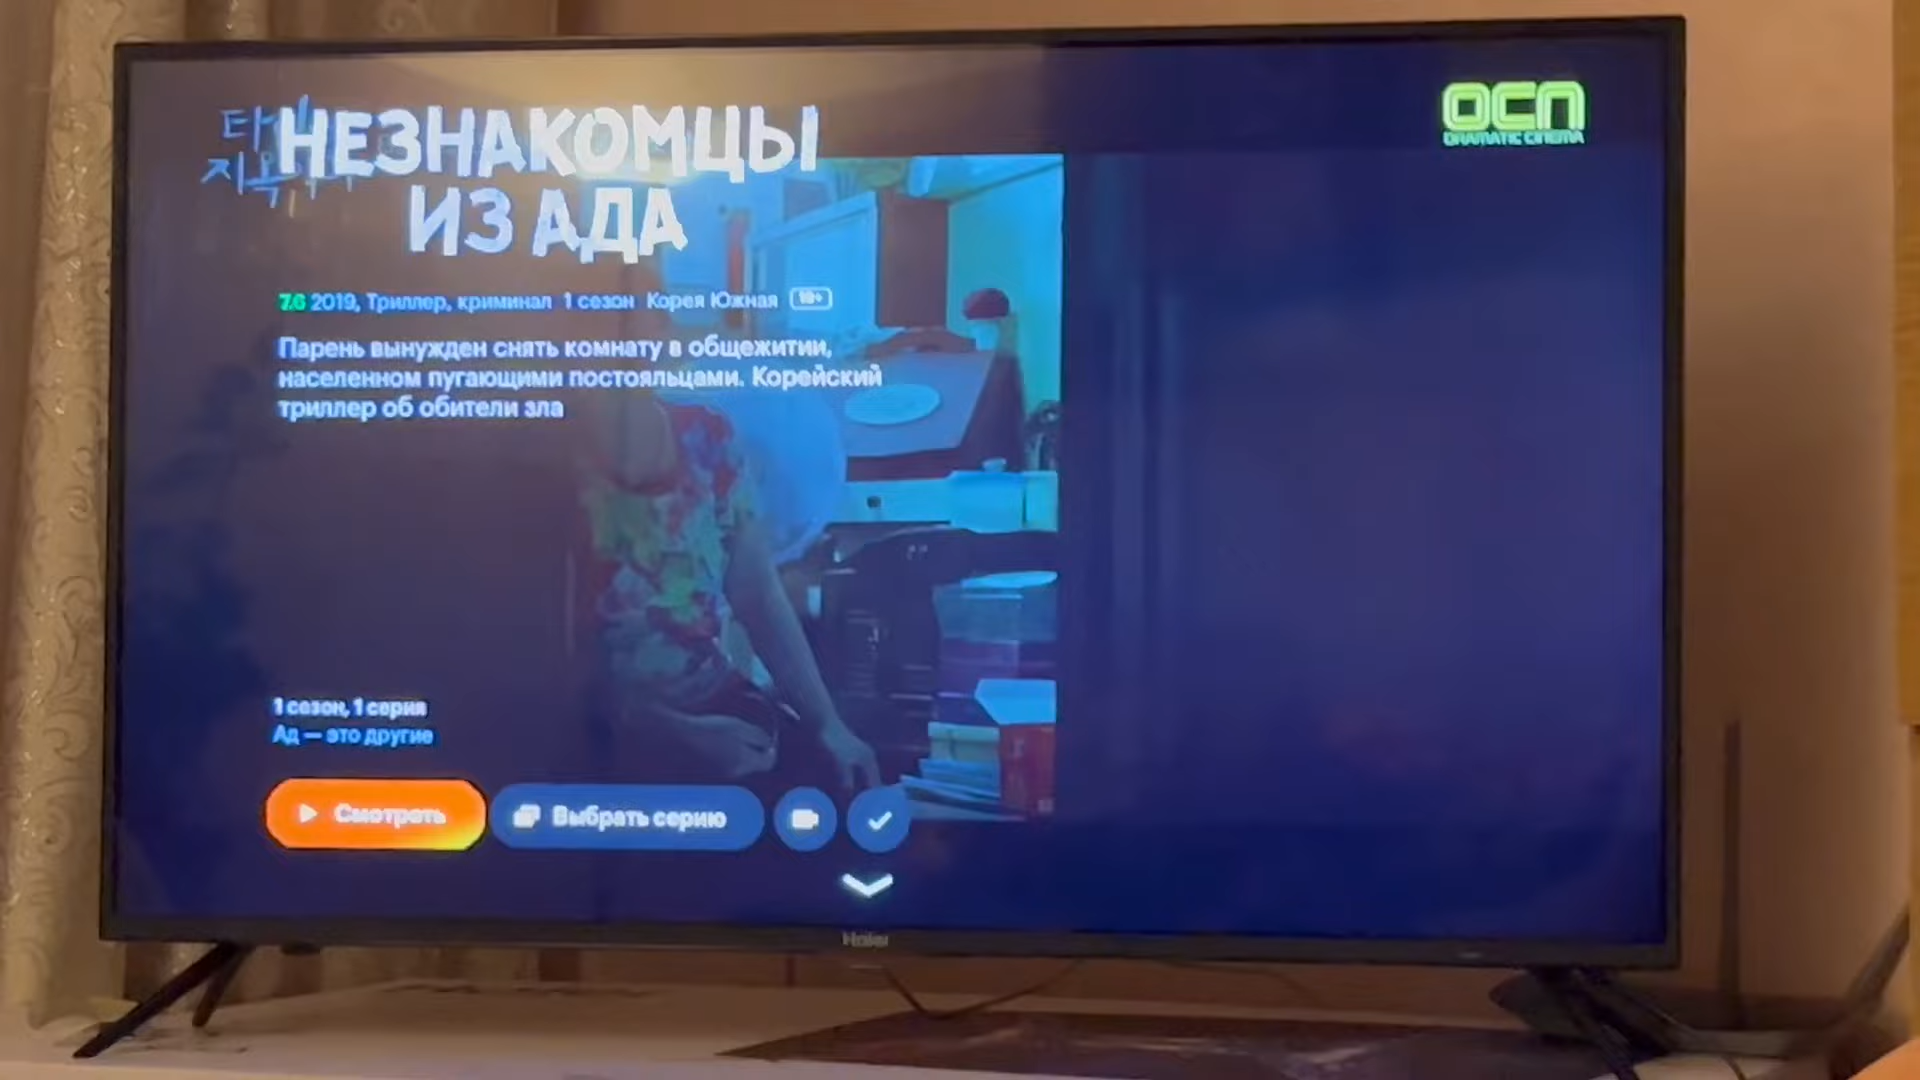 НЕЗНАКОМЦЫ
ИЗ АДА
OCN
DRAMATIC CINEMA
7.6 2019, Триллер, криминал 1 сезон Корея Южная 18+
Парень вынужден снять комнату в общежитии,
населенном пугающими постояльцами. Корейский
триллер об обители зла
1 сезон, 1 серия
Ад — это другие
Смотреть
Выбрать серию
Haier